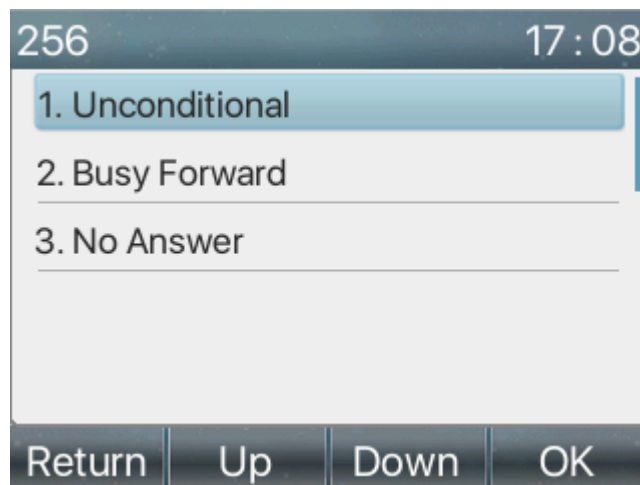 256 17:08
1. Unconditional
2. Busy Forward
3. No Answer
Return Up Down OK